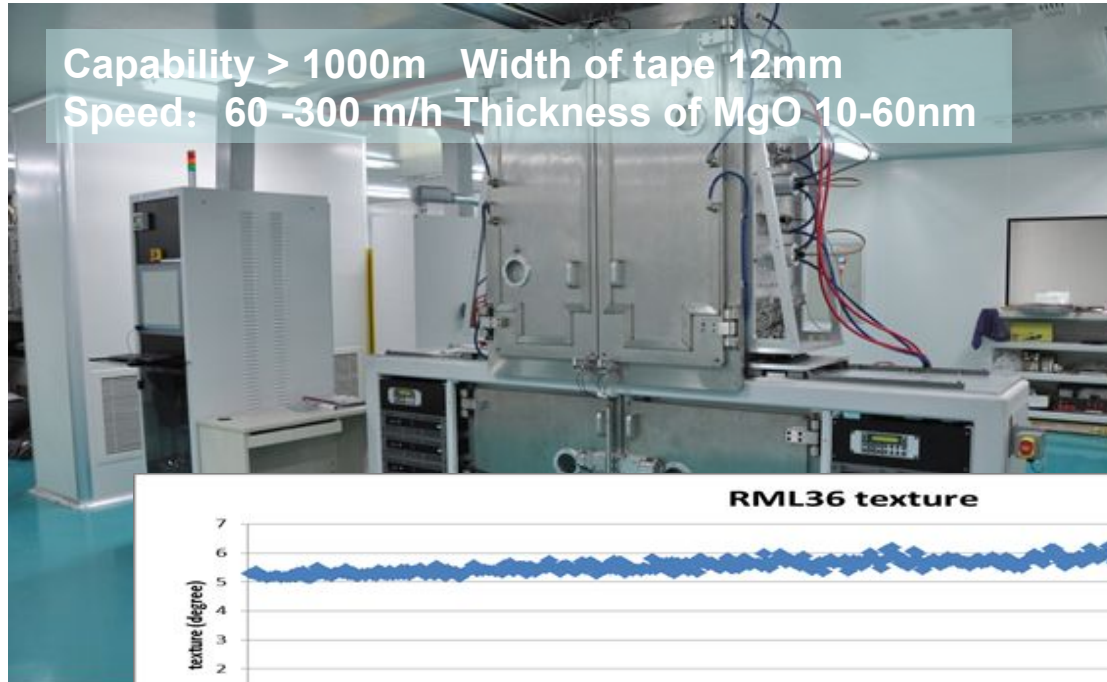 Capability > 1000m   Width of tape 12mm
Speed：60 -300 m/h Thickness of MgO 10-60nm
RML36 texture
7
6
5
4
3
2
texture (degree)